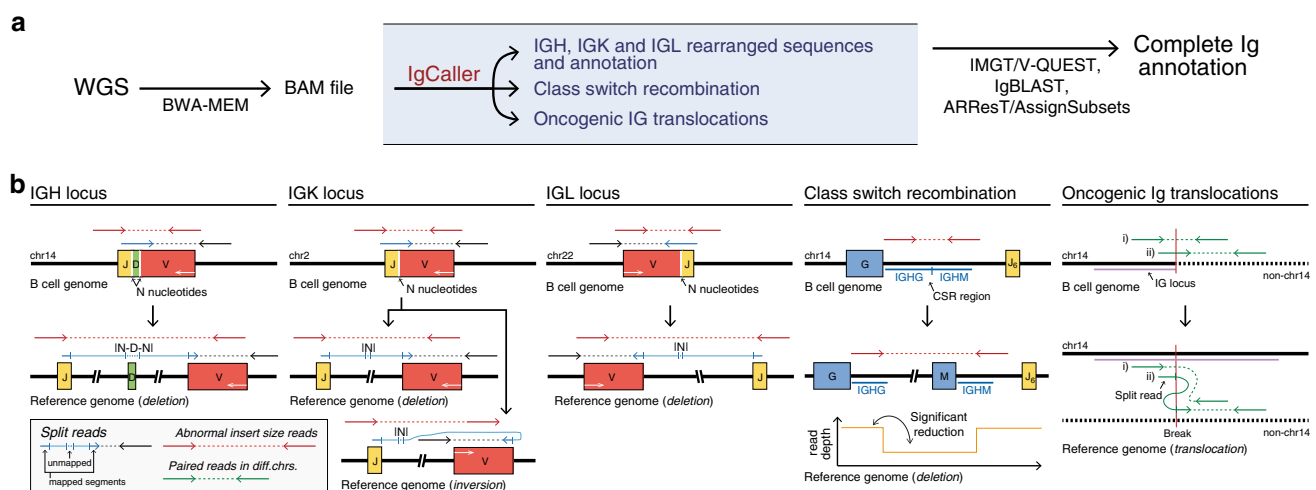 a
WGS
BWA-MEM
BAM file
IgCaller
IGH, IGK and IGL rearranged sequences
and annotation
Class switch recombination
Oncogenic IG translocations
IMGT/V-QUEST,
IgBLAST,
ARResT/AssignSubsets
Complete Ig
annotation
b
IGH locus
chr14
J D V
B cell genome
N nucleotides
|N-D-N|
J D V
Reference genome (deletion)
Split reads
unmapped
mapped segments
Abnormal insert size reads
Paired reads in diff.chrs.
IGK locus
chr2
J V
B cell genome
N nucleotides
|N|
J V
Reference genome (deletion)
|N|
J V
Reference genome (inversion)
IGL locus
chr22
V J
B cell genome
N nucleotides
|N|
V J
Reference genome (deletion)
Class switch recombination
chr14
G J6
IGHG IGHM
B cell genome
CSR region
G M J6
IGHG IGHM
Reference genome (deletion)
read
depth
Significant
reduction
Reference genome (deletion)
Oncogenic Ig translocations
i)
ii)
chr14
non-chr14
IG locus
B cell genome
chr14
i)
ii)
Split read
Break
non-chr14
Reference genome (translocation)